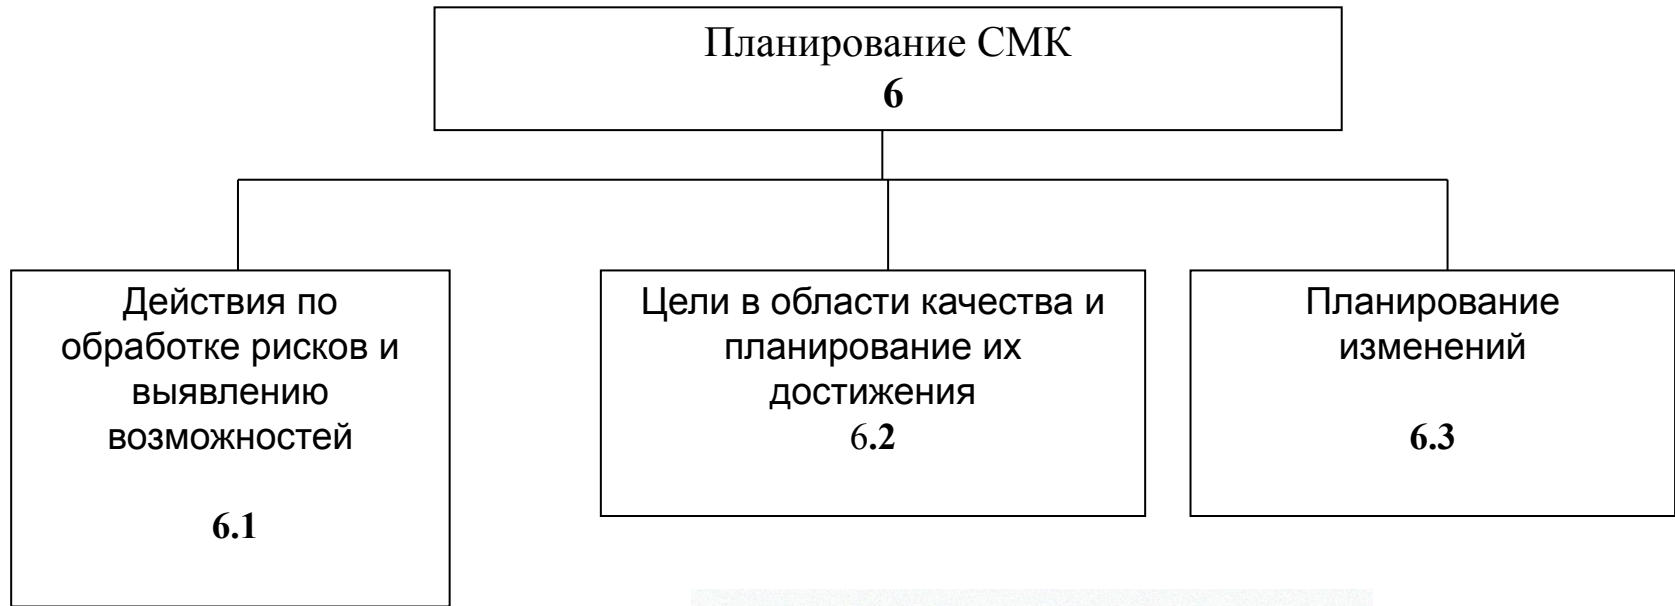 Планирование СМК
6
Действия по
обработке рисков и
выявлению
возможностей
6.1
Цели в области качества и
планирование их
достижения
6.2
Планирование
изменений
6.3